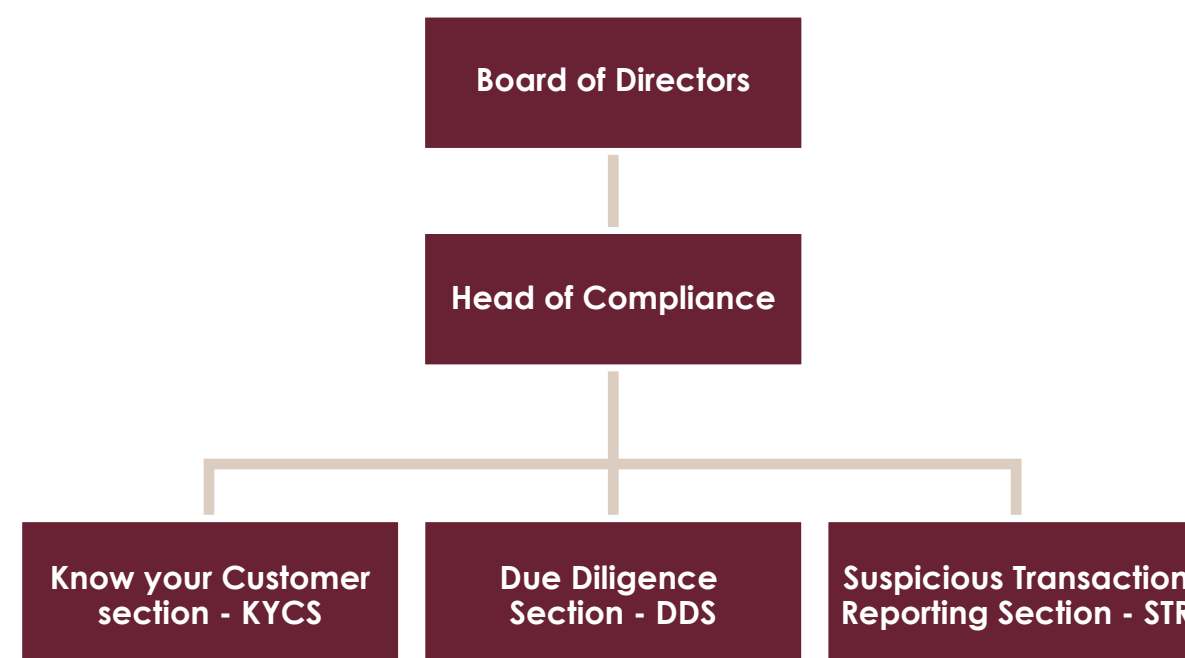 Board of Directors
Head of Compliance
Know your Customer
section - KYCS
Due Diligence
Section - DDS
Suspicious Transaction
Reporting Section - STR